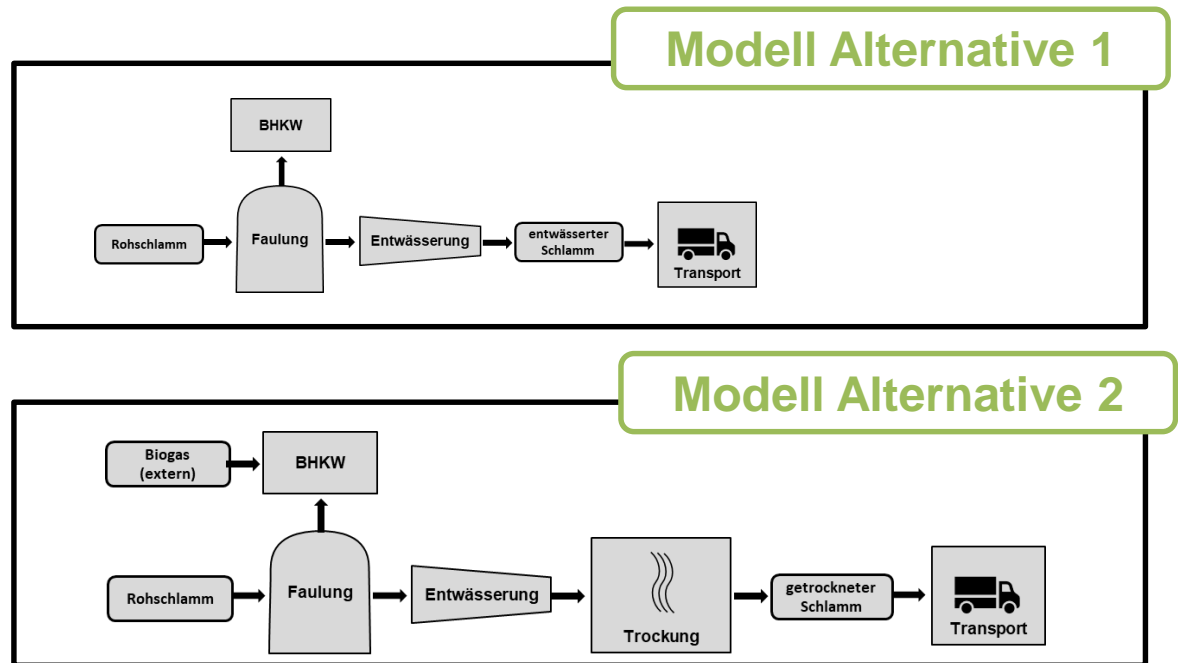 Modell Alternative 1
BHKW
Rohschlamm
Faulung
Entwässerung
entwässerter
Schlamm
Transport
Modell Alternative 2
Biogas
(extern)
BHKW
Rohschlamm
Faulung
Entwässerung
Trockung
getrockneter
Schlamm
Transport